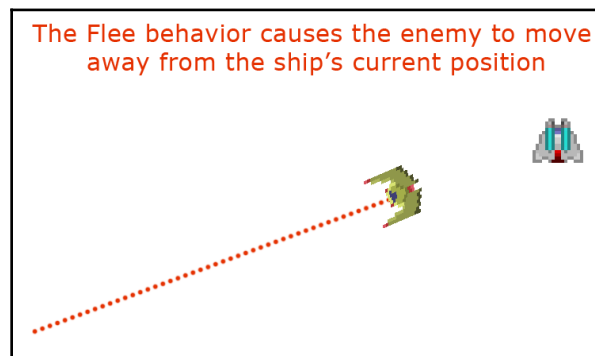 The Flee behavior causes the enemy to move
away from the ship's current position